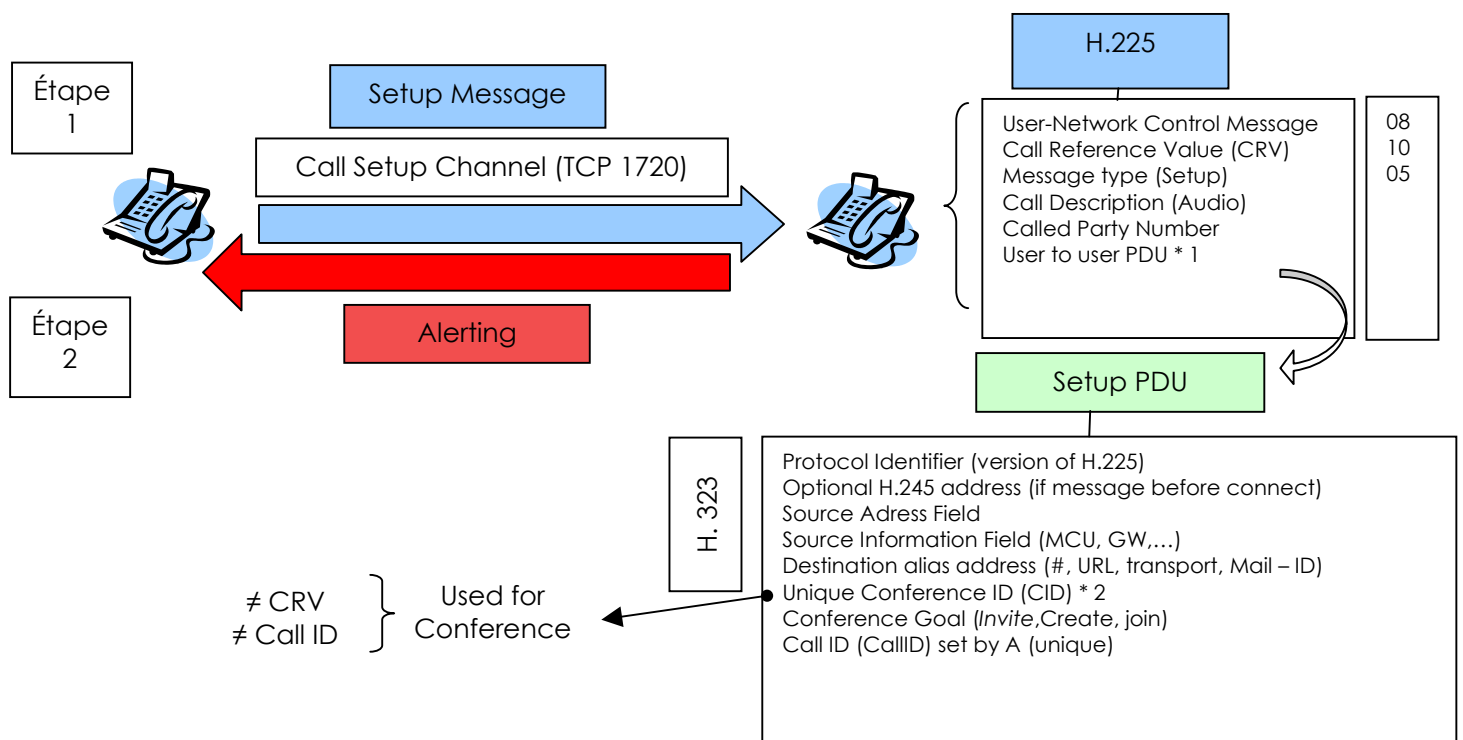 H.225
Étape
1
Setup Message
Call Setup Channel (TCP 1720)
User-Network Control Message
Call Reference Value (CRV)
Message type (Setup)
Call Description (Audio)
Called Party Number
User to user PDU * 1
08
10
05
Étape
2
Alerting
Setup PDU
H. 323
Protocol Identifier (version of H.225)
Optional H.245 address (if message before connect)
Source Adress Field
Source Information Field (MCU, GW,…)
Destination alias address (#, URL, transport, Mail – ID)
Unique Conference ID (CID) * 2
Conference Goal (Invite,Create, join)
Call ID (CallID) set by A (unique)
≠ CRV
≠ Call ID
Used for
Conference